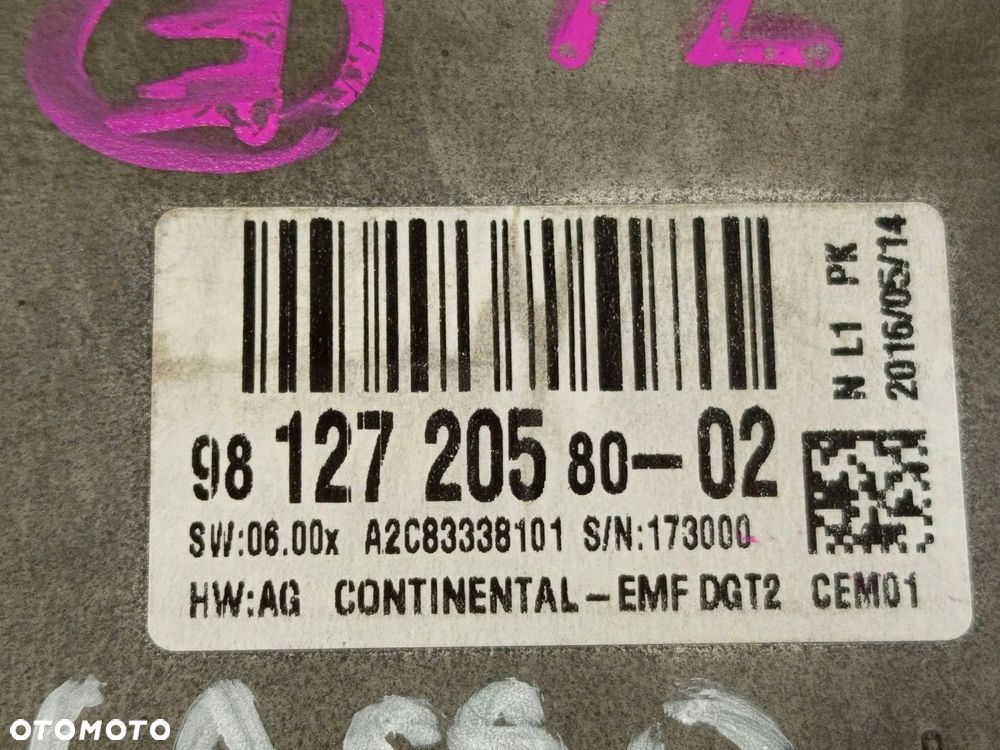 12
N L1 PK
2016/05/14
98 127 205 80-02
SW:06.00x A2C83338101 S/N:173000
HW:AG CONTINENTAL-EMF DGT2 CEM01
OTOMOTO